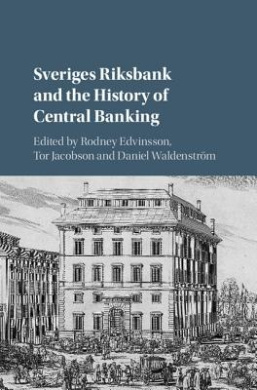 Sveriges Riksbank
and the History of
Central Banking
Edited by Rodney Edvinsson,
Tor Jacobson and Daniel Waldenström